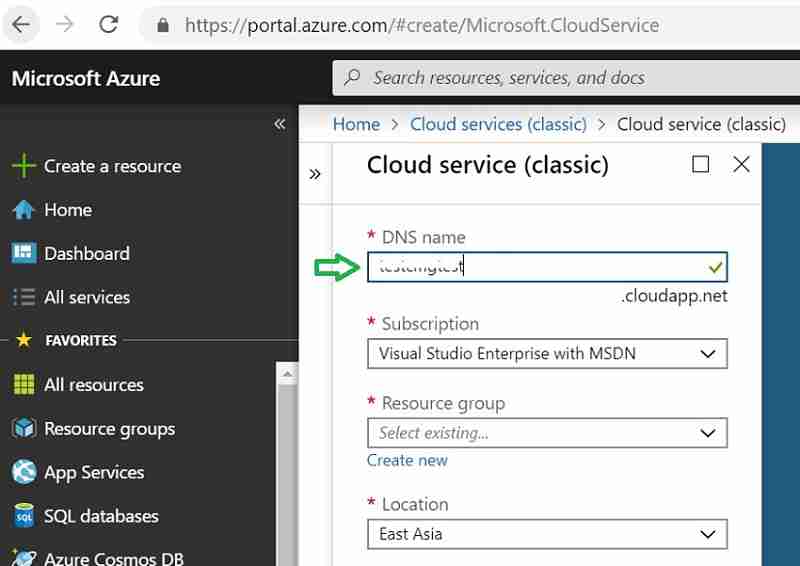 https://portal.azure.com/#create/Microsoft.CloudService
Microsoft Azure
Search resources, services, and docs
«
Home > Cloud services (classic) > Cloud service (classic)
Create a resource
Home
Dashboard
All services
FAVORITES
All resources
Resource groups
App Services
SQL databases
Azure Cosmos DB
»
Cloud service (classic)
* DNS name
.cloudapp.net
* Subscription
Visual Studio Enterprise with MSDN
* Resource group
Select existing...
Create new
* Location
East Asia